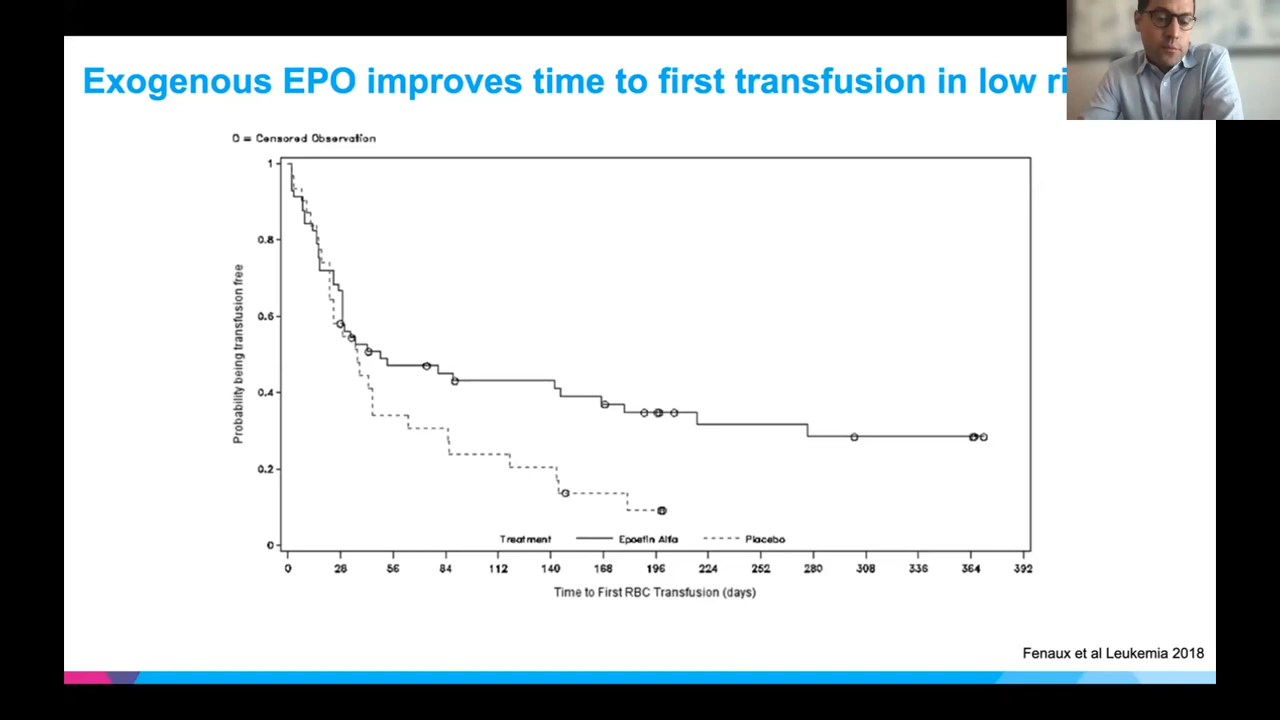 Exogenous EPO improves time to first transfusion in low
O = Censored Observation
1
0.8
0.6
0.4
0.2
0
Probability being transfusion free
Treatment Epoetin Alfa Placebo
0 28 56 84 112 140 168 196 224 252 280 308 336 364 392
Time to First RBC Transfusion (days)
Fenaux et al Leukemia 2018